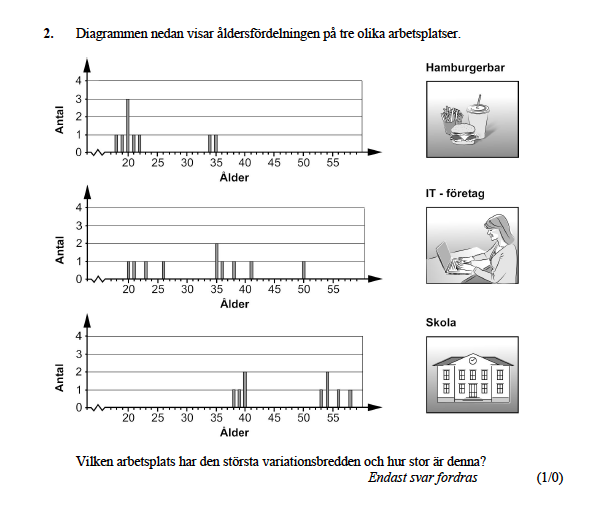 2. Diagrammen nedan visar åldersfördelningen på tre olika arbetsplatser.
Hamburgerbar
Antal
4
3
2
1
0
20 25 30 35 40 45 50 55
Ålder
IT - företag
Antal
4
3
2
1
0
20 25 30 35 40 45 50 55
Ålder
Skola
Antal
4
3
2
1
0
20 25 30 35 40 45 50 55
Ålder
Vilken arbetsplats har den största variationsbredden och hur stor är denna?
Endast svar fordras (1/0)